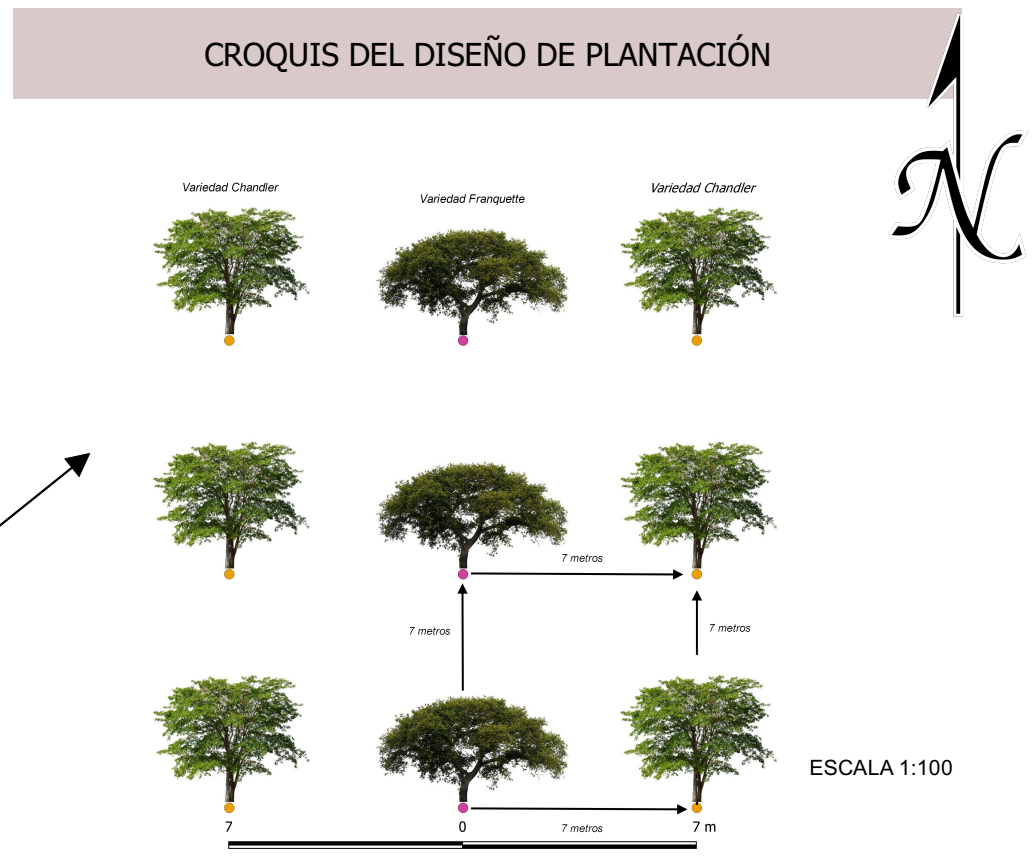 CROQUIS DEL DISEÑO DE PLANTACIÓN
N
Variedad Chandler
Variedad Franquette
Variedad Chandler
7 metros
7 metros
7 metros
ESCALA 1:100
7 0 7 metros 7 m